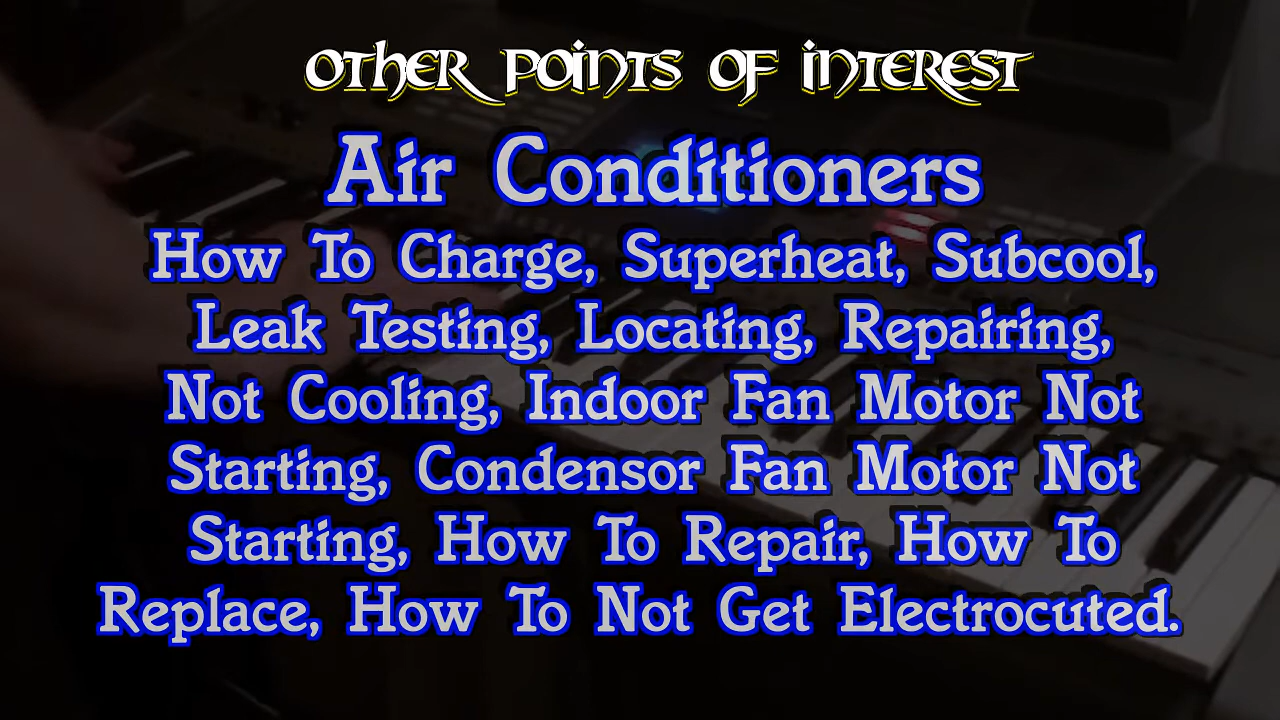 OTHER POINTS OF INTEREST
Air Conditioners
How To Charge, Superheat, Subcool,
Leak Testing, Locating, Repairing,
Not Cooling, Indoor Fan Motor Not
Starting, Condensor Fan Motor Not
Starting, How To Repair, How To
Replace, How To Not Get Electrocuted.